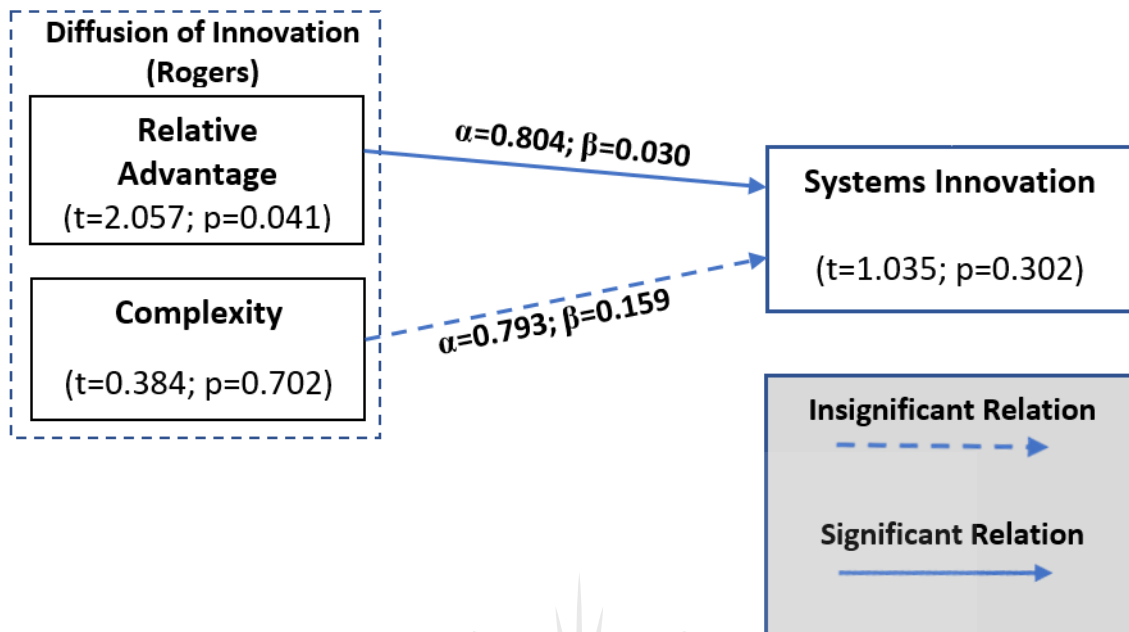 Diffusion of Innovation
(Rogers)
Relative
Advantage
(t=2.057; p=0.041)
α=0.804; β=0.030
Systems Innovation
(t=1.035; p=0.302)
Complexity
(t=0.384; p=0.702)
α=0.793; β=0.159
Insignificant Relation
Significant Relation